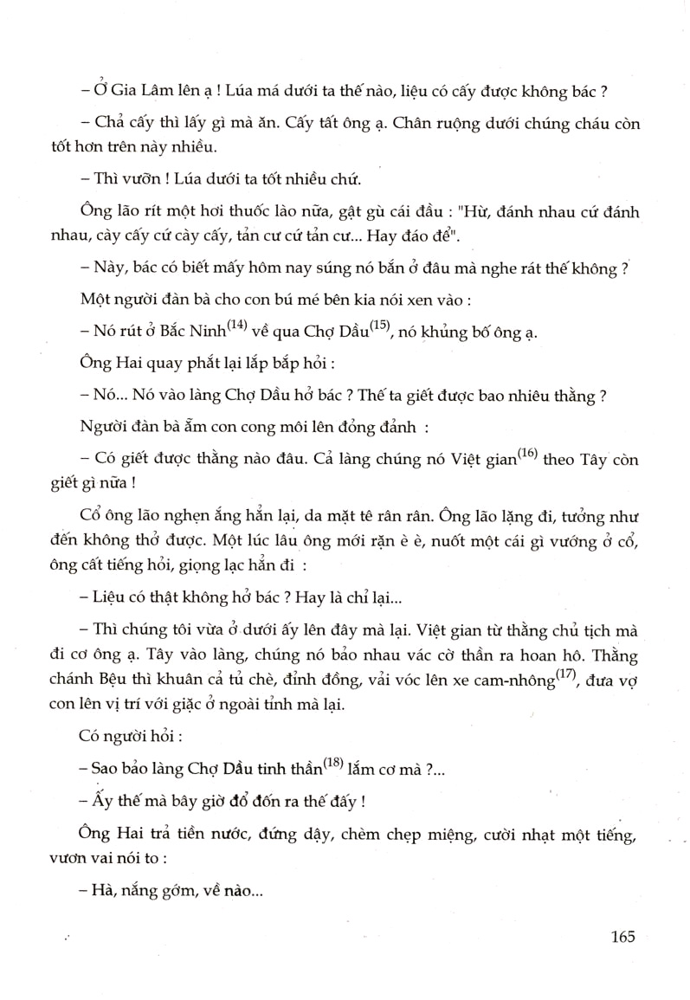 – Ở Gia Lâm lên ạ ! Lúa má dưới ta thế nào, liệu có cấy được không bác ?
– Chả cấy thì lấy gì mà ăn. Cấy tất ông ạ. Chân ruộng dưới chúng cháu còn
tốt hơn trên này nhiều.
– Thì vưỡn ! Lúa dưới ta tốt nhiều chứ.
Ông lão rít một hơi thuốc lào nữa, gật gù cái đầu : "Hừ, đánh nhau cứ đánh
nhau, cày cấy cứ cày cấy, tản cư cứ tản cư... Hay đáo để".
– Này, bác có biết mấy hôm nay súng nó bắn ở đâu mà nghe rát thế không ?
Một người đàn bà cho con bú mé bên kia nói xen vào :
– Nó rút ở Bắc Ninh(14) về qua Chợ Dầu(15), nó khủng bố ông ạ.
Ông Hai quay phắt lại lắp bắp hỏi :
– Nó... Nó vào làng Chợ Dầu hở bác ? Thế ta giết được bao nhiêu thằng ?
Người đàn bà ẵm con cong môi lên đỏng đảnh :
– Có giết được thằng nào đâu. Cả làng chúng nó Việt gian(16) theo Tây còn
giết gì nữa !
Cổ ông lão nghẹn ắng hẳn lại, da mặt tê rân rân. Ông lão lặng đi, tưởng như
đến không thở được. Một lúc lâu ông mới rặn è è, nuốt một cái gì vướng ở cổ,
ông cất tiếng hỏi, giọng lạc hẳn đi :
– Liệu có thật không hở bác ? Hay là chỉ lại...
– Thì chúng tôi vừa ở dưới ấy lên đây mà lại. Việt gian từ thằng chủ tịch mà
đi cơ ông ạ. Tây vào làng, chúng nó bảo nhau vác cờ thần ra hoan hô. Thằng
chánh Bệu thì khuân cả tủ chè, đỉnh đồng, vải vóc lên xe cam-nhông(17), đưa vợ
con lên vị trí với giặc ở ngoài tỉnh mà lại.
Có người hỏi :
– Sao bảo làng Chợ Dầu tinh thần(18) lắm cơ mà ?...
– Ấy thế mà bây giờ đổ đốn ra thế đấy !
Ông Hai trả tiền nước, đứng dậy, chèm chẹp miệng, cười nhạt một tiếng,
vươn vai nói to :
– Hà, nắng gớm, về nào...
165